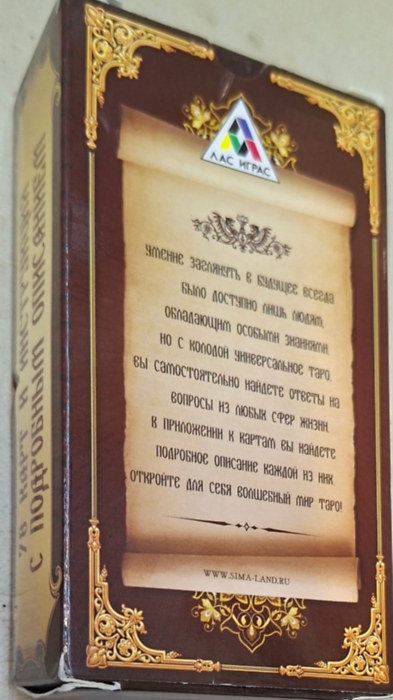 ЛАС ИГРАС
УМЕНИЕ ЗАГЛЯНУТЬ В БУДУЩЕЕ ВСЕГДА
БЫЛО ДОСТУПНО ЛИШЬ ЛЮДЯМ,
ОБЛАДАЮЩИМ ОСОБЫМИ ЗНАНИЯМИ,
НО С КОЛОДОЙ УНИВЕРСАЛЬНОЕ ТАРО,
ВЫ САМОСТОЯТЕЛЬНО НАЙДЕТЕ ОТВЕТЫ НА
ВОПРОСЫ ИЗ ЛЮБЫХ СФЕР ЖИЗНИ.
В ПРИЛОЖЕНИИ К КАРТАМ ВЫ НАЙДЕТЕ
ПОДРОБНОЕ ОПИСАНИЕ КАЖДОЙ ИЗ НИХ.
ОТКРОЙТЕ ДЛЯ СЕБЯ ВОЛШЕБНЫЙ МИР ТАРО!
WWW.SIMA-LAND.RU
78 КАРТ И ИНСТРУКЦИЯ
С ПОДРОБНЫМ ОПИСАНИЕМ